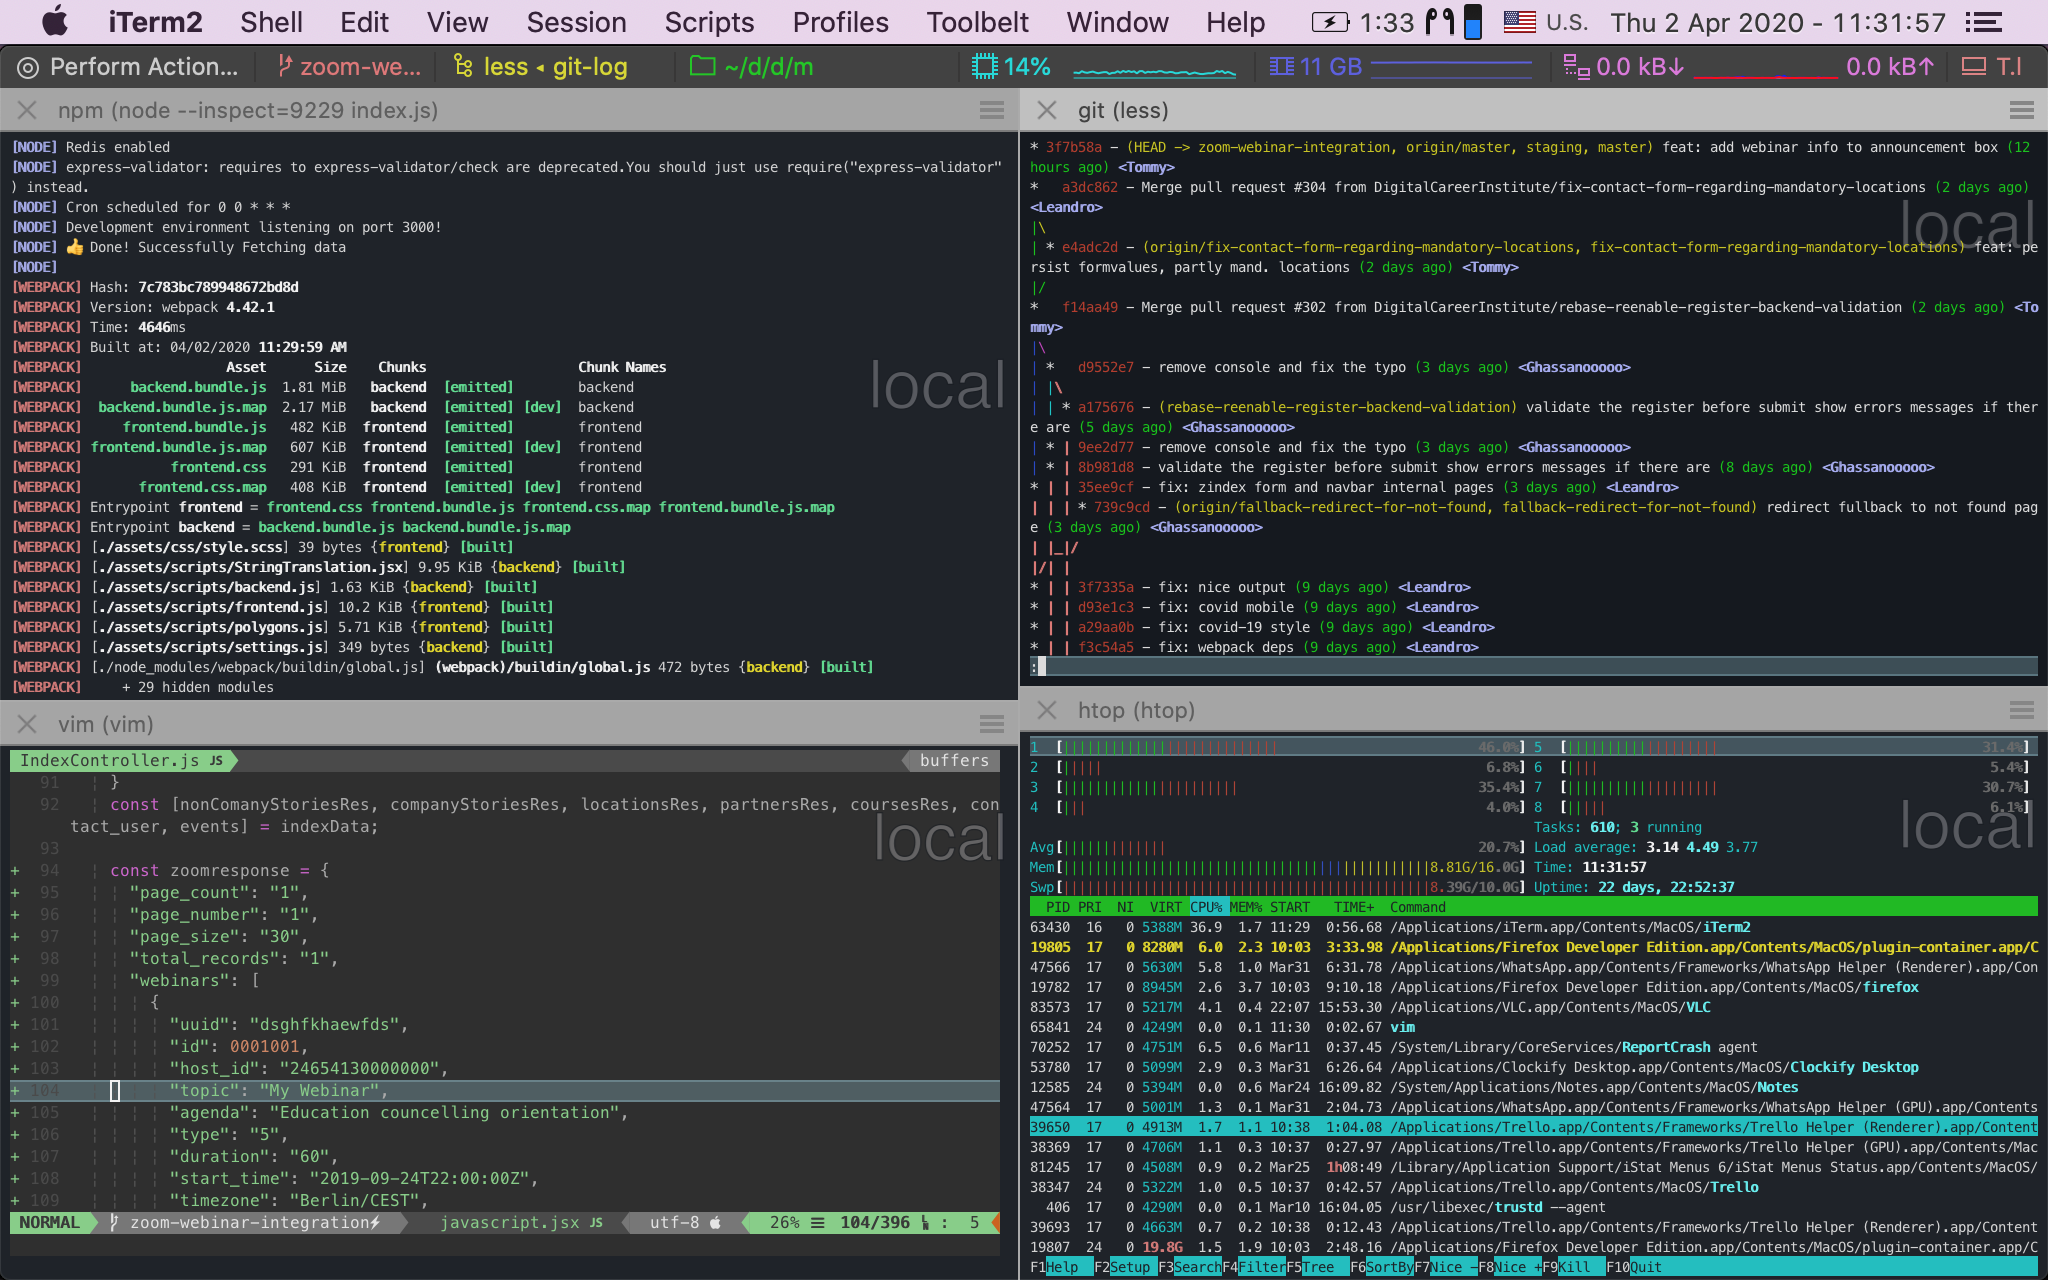 iTerm2 Shell Edit View Session Scripts Profiles Toolbelt Window Help 1:33 U.S. Thu 2 Apr 2020 - 11:31:57
Perform Action... zoom-we... less ◂ git-log ~/d/d/m 14% 11 GB 0.0 kB↓ 0.0 kB↑ T.I
npm (node --inspect=9229 index.js)
[NODE] Redis enabled
[NODE] express-validator: requires to express-validator/check are deprecated.You should just use require("express-validator"
) instead.
[NODE] Cron scheduled for 0 0 * * *
[NODE] Development environment listening on port 3000!
[NODE] 👍 Done! Successfully Fetching data
[NODE]
[WEBPACK] Hash: 7c783bc789948672bd8d
[WEBPACK] Version: webpack 4.42.1
[WEBPACK] Time: 4646ms
[WEBPACK] Built at: 04/02/2020 11:29:59 AM
[WEBPACK] Asset Size Chunks Chunk Names
[WEBPACK] backend.bundle.js 1.81 MiB backend [emitted] backend
[WEBPACK] backend.bundle.js.map 2.17 MiB backend [emitted] [dev] backend
[WEBPACK] frontend.bundle.js 482 KiB frontend [emitted] frontend
[WEBPACK] frontend.bundle.js.map 607 KiB frontend [emitted] [dev] frontend
[WEBPACK] frontend.css 291 KiB frontend [emitted] frontend
[WEBPACK] frontend.css.map 408 KiB frontend [emitted] [dev] frontend
[WEBPACK] Entrypoint frontend = frontend.css frontend.bundle.js frontend.css.map frontend.bundle.js.map
[WEBPACK] Entrypoint backend = backend.bundle.js backend.bundle.js.map
[WEBPACK] [./assets/css/style.scss] 39 bytes {frontend} [built]
[WEBPACK] [./assets/scripts/StringTranslation.jsx] 9.95 KiB {backend} [built]
[WEBPACK] [./assets/scripts/backend.js] 1.63 KiB {backend} [built]
[WEBPACK] [./assets/scripts/frontend.js] 10.2 KiB {frontend} [built]
[WEBPACK] [./assets/scripts/polygons.js] 5.71 KiB {frontend} [built]
[WEBPACK] [./assets/scripts/settings.js] 349 bytes {backend} [built]
[WEBPACK] [./node_modules/webpack/buildin/global.js] (webpack)/buildin/global.js 472 bytes {backend} [built]
[WEBPACK] + 29 hidden modules
local
git (less)
* 3f7b58a - (HEAD -> zoom-webinar-integration, origin/master, staging, master) feat: add webinar info to announcement box (12
hours ago) <Tommy>
* a3dc862 - Merge pull request #304 from DigitalCareerInstitute/fix-contact-form-regarding-mandatory-locations (2 days ago)
<Leandro>
|\
| * e4adc2d - (origin/fix-contact-form-regarding-mandatory-locations, fix-contact-form-regarding-mandatory-locations) feat: pe
rsist formvalues, partly mand. locations (2 days ago) <Tommy>
|/
* f14aa49 - Merge pull request #302 from DigitalCareerInstitute/rebase-reenable-register-backend-validation (2 days ago) <To
mmy>
|\
| * d9552e7 - remove console and fix the typo (3 days ago) <Ghassanooooo>
| |\
| | * a175676 - (rebase-reenable-register-backend-validation) validate the register before submit show errors messages if ther
e are (5 days ago) <Ghassanooooo>
| * | 9ee2d77 - remove console and fix the typo (3 days ago) <Ghassanooooo>
| * | 8b981d8 - validate the register before submit show errors messages if there are (8 days ago) <Ghassanooooo>
* | | 35ee9cf - fix: zindex form and navbar internal pages (3 days ago) <Leandro>
| | | * 739c9cd - (origin/fallback-redirect-for-not-found, fallback-redirect-for-not-found) redirect fullback to not found pag
e (3 days ago) <Ghassanooooo>
| |_|/
|/| |
* | | 3f7335a - fix: nice output (9 days ago) <Leandro>
* | | d93e1c3 - fix: covid mobile (9 days ago) <Leandro>
* | | a29aa0b - fix: covid-19 style (9 days ago) <Leandro>
* | | f3c54a5 - fix: webpack deps (9 days ago) <Leandro>
:
local
vim (vim)
IndexController.js JS buffers
91 }
92 const [nonComanyStoriesRes, companyStoriesRes, locationsRes, partnersRes, coursesRes, con
tact_user, events] = indexData;
93
+ 94 const zoomresponse = {
+ 95 "page_count": "1",
+ 96 "page_number": "1",
+ 97 "page_size": "30",
+ 98 "total_records": "1",
+ 99 "webinars": [
+ 100 {
+ 101 "uuid": "dsghfkhaewfds",
+ 102 "id": 0001001,
+ 103 "host_id": "24654130000000",
+ 104 "topic": "My Webinar",
+ 105 "agenda": "Education councelling orientation",
+ 106 "type": "5",
+ 107 "duration": "60",
+ 108 "start_time": "2019-09-24T22:00:00Z",
+ 109 "timezone": "Berlin/CEST",
NORMAL zoom-webinar-integration⚡ javascript.jsx JS utf-8 26% ☰ 104/396 : 5
local
htop (htop)
1 [ 46.0%] 5 [ 31.4%]
2 [ 6.8%] 6 [ 5.4%]
3 [ 35.4%] 7 [ 30.7%]
4 [ 4.0%] 8 [ 6.1%]
Tasks: 610; 3 running
Avg[ 20.7%] Load average: 3.14 4.49 3.77
Mem[ 8.81G/16.0G] Time: 11:31:57
Swp[ 8.39G/10.0G] Uptime: 22 days, 22:52:37
local
PID PRI NI VIRT CPU% MEM% START TIME+ Command
63430 16 0 5388M 36.9 1.7 11:29 0:56.68 /Applications/iTerm.app/Contents/MacOS/iTerm2
19805 17 0 8280M 6.0 2.3 10:03 3:33.98 /Applications/Firefox Developer Edition.app/Contents/MacOS/plugin-container.app/C
47566 17 0 5630M 5.8 1.0 Mar31 6:31.78 /Applications/WhatsApp.app/Contents/Frameworks/WhatsApp Helper (Renderer).app/Con
19782 17 0 8945M 2.6 3.7 10:03 9:10.18 /Applications/Firefox Developer Edition.app/Contents/MacOS/firefox
83573 17 0 5217M 4.1 0.4 22:07 15:53.30 /Applications/VLC.app/Contents/MacOS/VLC
65841 24 0 4249M 0.0 0.1 11:30 0:02.67 vim
70252 17 0 4751M 6.5 0.6 Mar11 0:37.45 /System/Library/CoreServices/ReportCrash agent
53780 17 0 5099M 2.9 0.3 Mar31 6:26.64 /Applications/Clockify Desktop.app/Contents/MacOS/Clockify Desktop
12585 24 0 5394M 0.0 0.6 Mar24 16:09.82 /System/Applications/Notes.app/Contents/MacOS/Notes
47564 17 0 5001M 1.3 0.1 Mar31 2:04.73 /Applications/WhatsApp.app/Contents/Frameworks/WhatsApp Helper (GPU).app/Contents
39650 17 0 4913M 1.7 1.1 10:38 1:04.08 /Applications/Trello.app/Contents/Frameworks/Trello Helper (Renderer).app/Content
38369 17 0 4706M 1.1 0.3 10:37 0:27.97 /Applications/Trello.app/Contents/Frameworks/Trello Helper (GPU).app/Contents/Mac
81245 17 0 4508M 0.9 0.2 Mar25 1h08:49 /Library/Application Support/iStat Menus 6/iStat Menus Status.app/Contents/MacOS/
38347 24 0 5322M 1.0 0.5 10:37 0:42.57 /Applications/Trello.app/Contents/MacOS/Trello
406 17 0 4290M 0.0 0.1 Mar10 16:04.05 /usr/libexec/trustd --agent
39693 17 0 4663M 0.7 0.2 10:38 0:12.43 /Applications/Trello.app/Contents/Frameworks/Trello Helper (Renderer).app/Content
19807 24 0 19.8G 1.5 1.9 10:03 2:48.16 /Applications/Firefox Developer Edition.app/Contents/MacOS/plugin-container.app/C
F1Help F2Setup F3SearchF4FilterF5Tree F6SortByF7Nice -F8Nice +F9Kill F10Quit